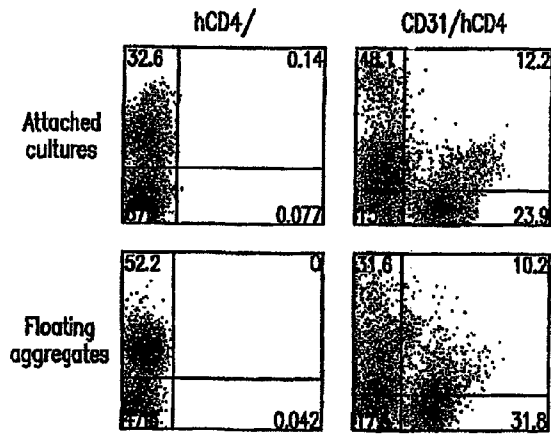 hCD4/ CD31/hCD4
32.6 0.14 48.1 12.2
Attached
cultures
0.077 23.9
52.2 0 31.6 10.2
Floating
aggregates
0.042 31.8